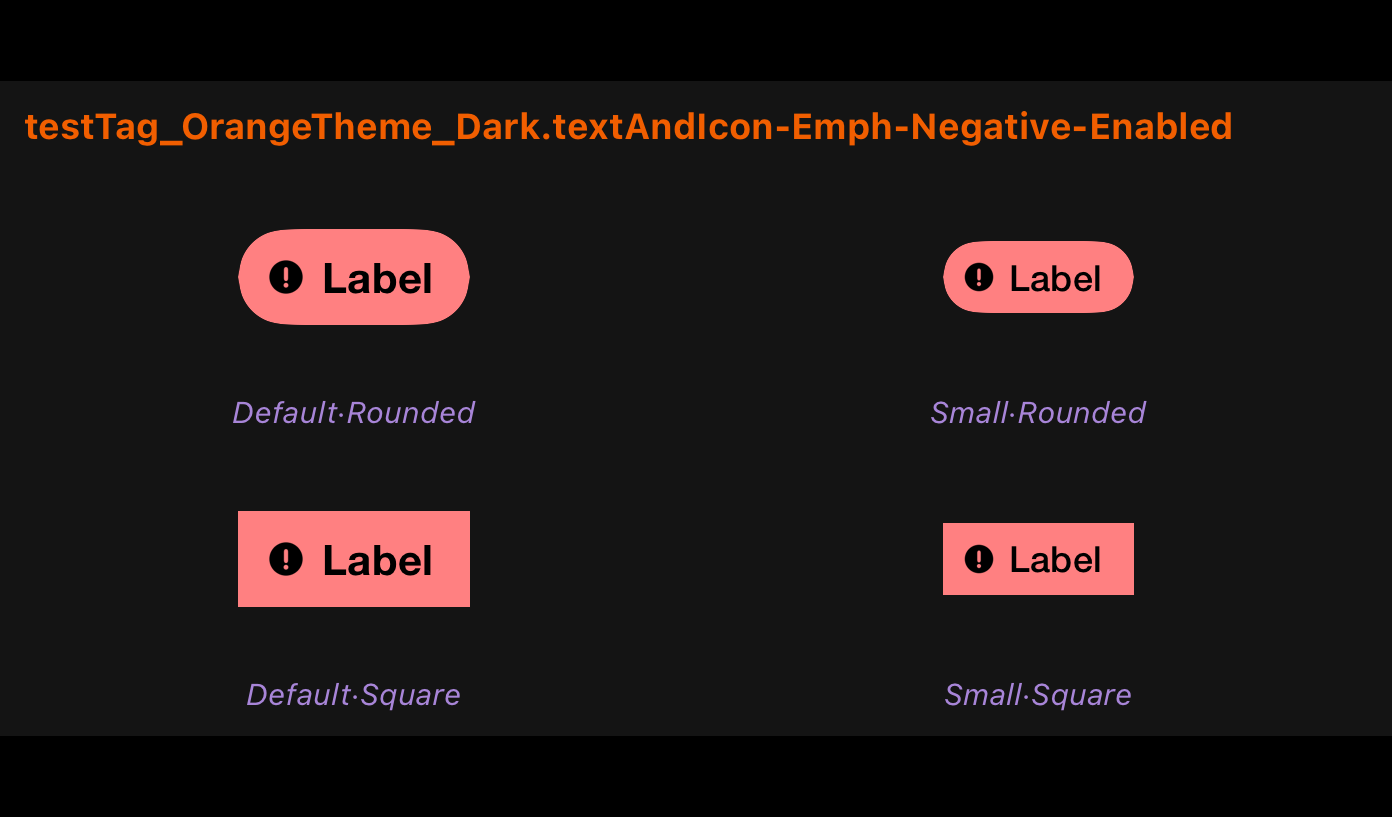 testTag_OrangeTheme_Dark.textAndIcon-Emph-Negative-Enabled
Label
Label
Default·Rounded
Small·Rounded
Label
Label
Default·Square
Small·Square